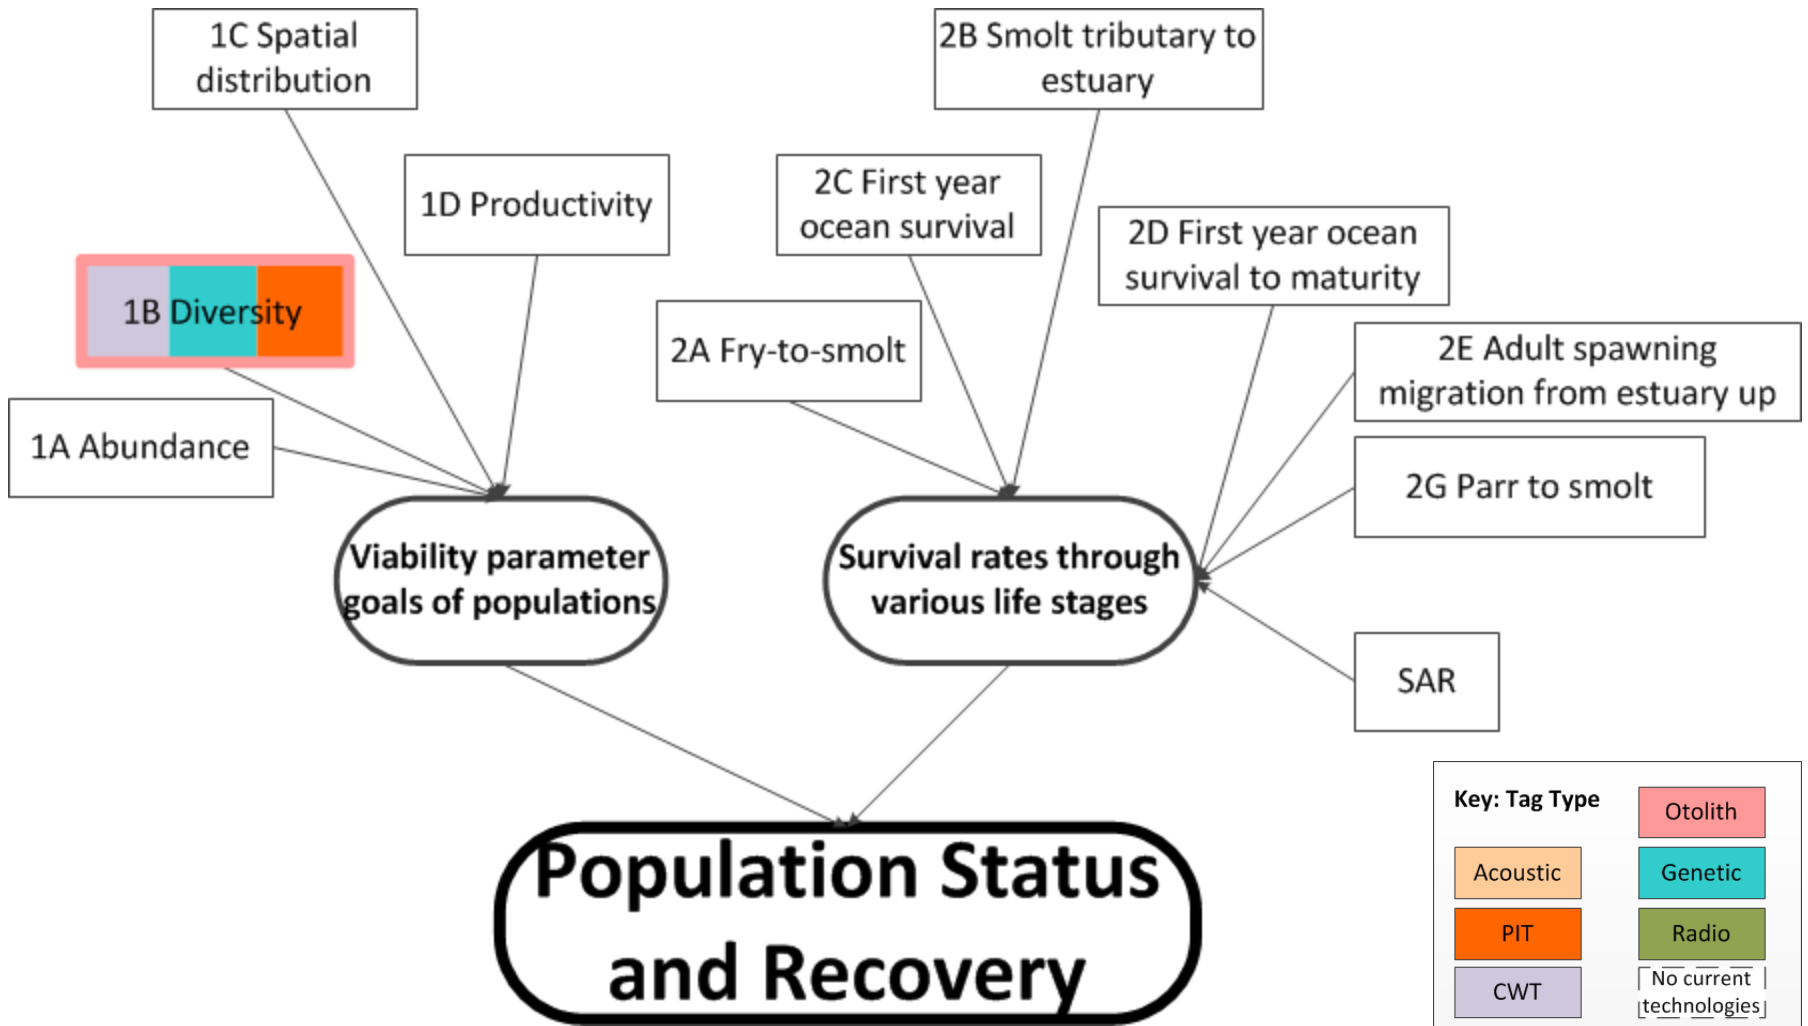 1C Spatial
distribution
2B Smolt tributary to
estuary
1D Productivity
2C First year
ocean survival
2D First year ocean
survival to maturity
1B Diversity
2A Fry-to-smolt
2E Adult spawning
migration from estuary up
1A Abundance
2G Parr to smolt
Viability parameter
goals of populations
Survival rates through
various life stages
SAR
Population Status
and Recovery
Key: Tag Type
Otolith
Acoustic
Genetic
PIT
Radio
CWT
No current
technologies